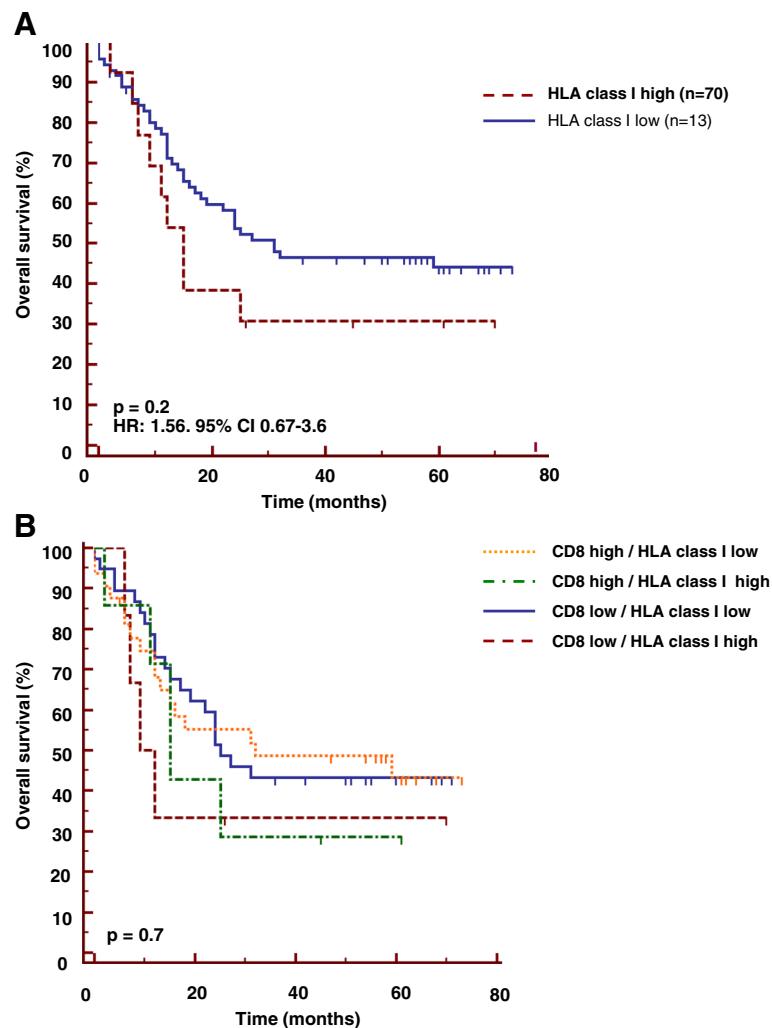 A
100
90
80
70
60
50
40
30
20
10
0
Overall survival (%)
HLA class I high (n=70)
HLA class I low (n=13)
p = 0.2
HR: 1.56. 95% CI 0.67-3.6
0 20 40 60 80
Time (months)
B
100
90
80
70
60
50
40
30
20
10
0
Overall survival (%)
CD8 high / HLA class I low
CD8 high / HLA class I high
CD8 low / HLA class I low
CD8 low / HLA class I high
p = 0.7
0 20 40 60 80
Time (months)